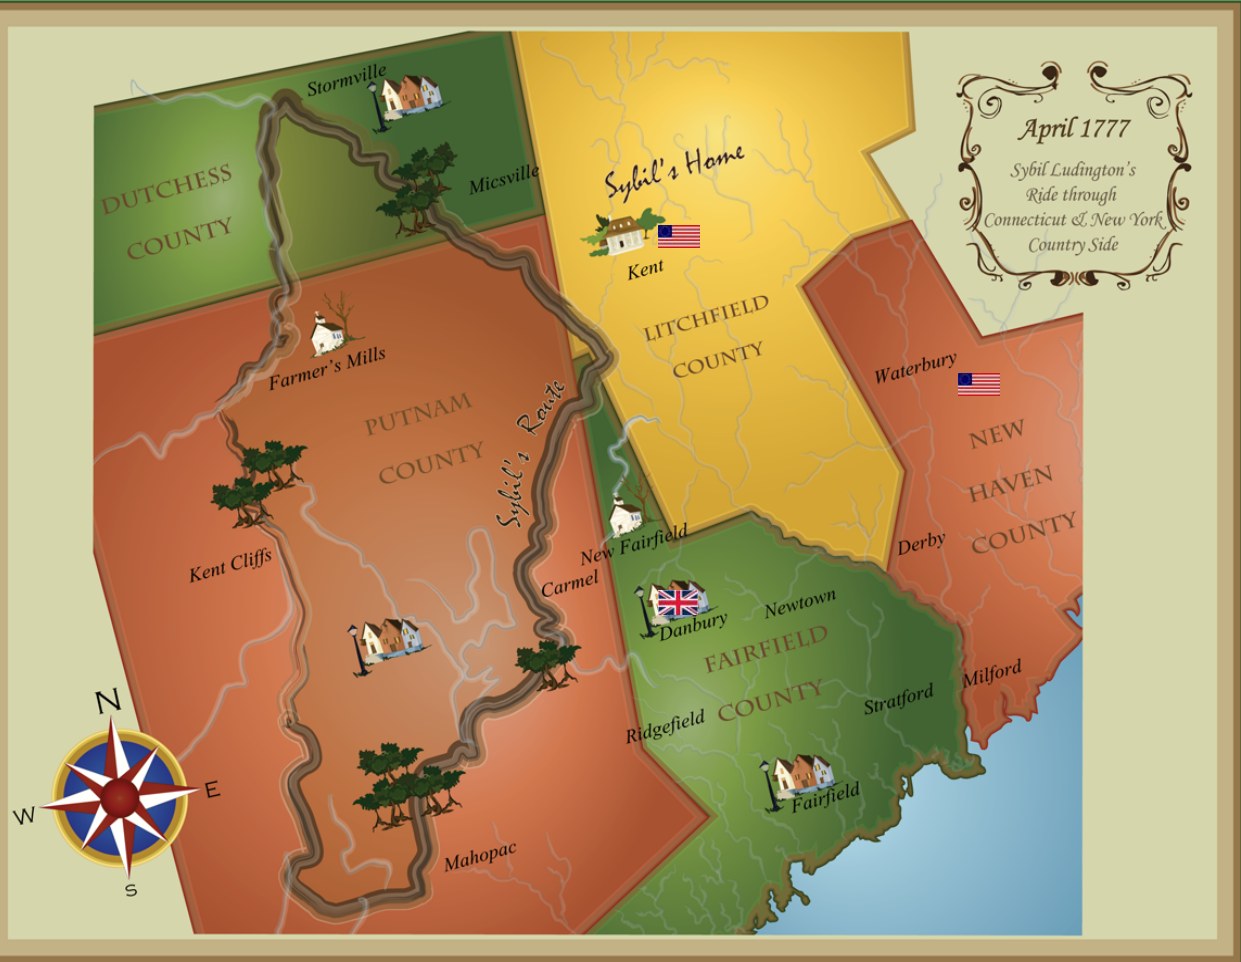 Stormville
April 1777
Sybil Ludington's
Ride through
Connecticut & New York
Country Side
DUTCHESS
COUNTY
Micsville
Sybil's Home
Kent
LITCHFIELD
COUNTY
Farmer's Mills
Waterbury
PUTNAM
COUNTY
Sybil's Route
NEW
HAVEN
COUNTY
Kent Cliffs
New Fairfield
Derby
Carmel
Danbury
Newtown
FAIRFIELD
COUNTY
Ridgefield
Stratford
Milford
Fairfield
Mahopac
N
W
E
S